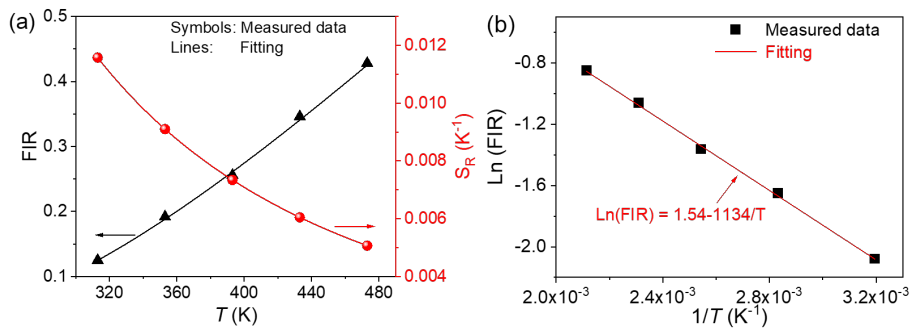 (a)
Symbols: Measured data
Lines: Fitting
0.5
0.4
0.3
0.2
0.1
FIR
320
360
400
440
480
T (K)
0.012
0.010
0.008
0.006
0.004
S_R (K⁻¹)
(b)
Measured data
Fitting
-0.8
-1.2
-1.6
-2.0
Ln (FIR)
Ln(FIR) = 1.54-1134/T
2.0x10⁻³
2.4x10⁻³
2.8x10⁻³
3.2x10⁻³
1/T (K⁻¹)